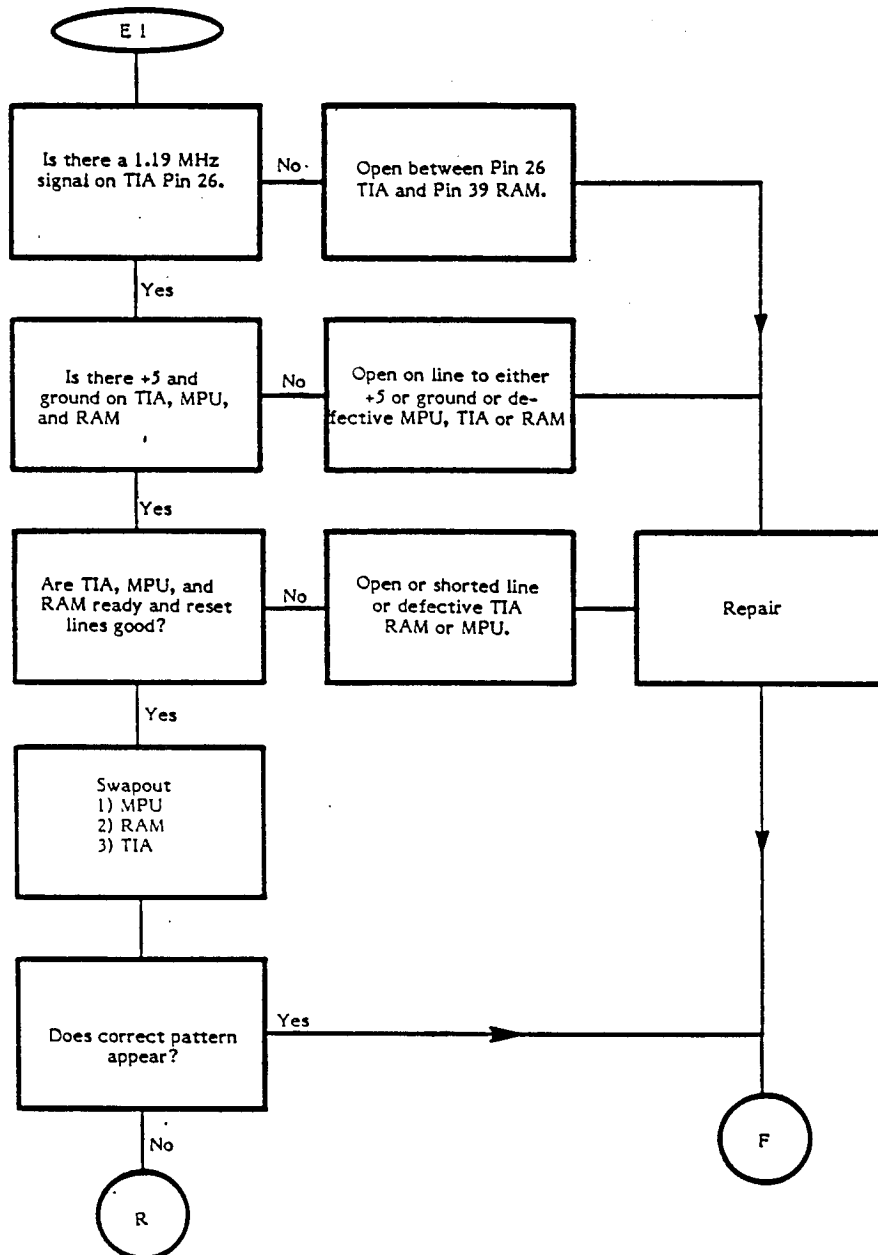 E 1
Is there a 1.19 MHz
signal on TIA Pin 26.
No
Open between Pin 26
TIA and Pin 39 RAM.
Yes
Is there +5 and
ground on TIA, MPU,
and RAM
No
Open on line to either
+5 or ground or de-
fective MPU, TIA or RAM
Yes
Are TIA, MPU, and
RAM ready and reset
lines good?
No
Open or shorted line
or defective TIA
RAM or MPU.
Repair
Yes
Swapout
1) MPU
2) RAM
3) TIA
Does correct pattern
appear?
Yes
F
No
R